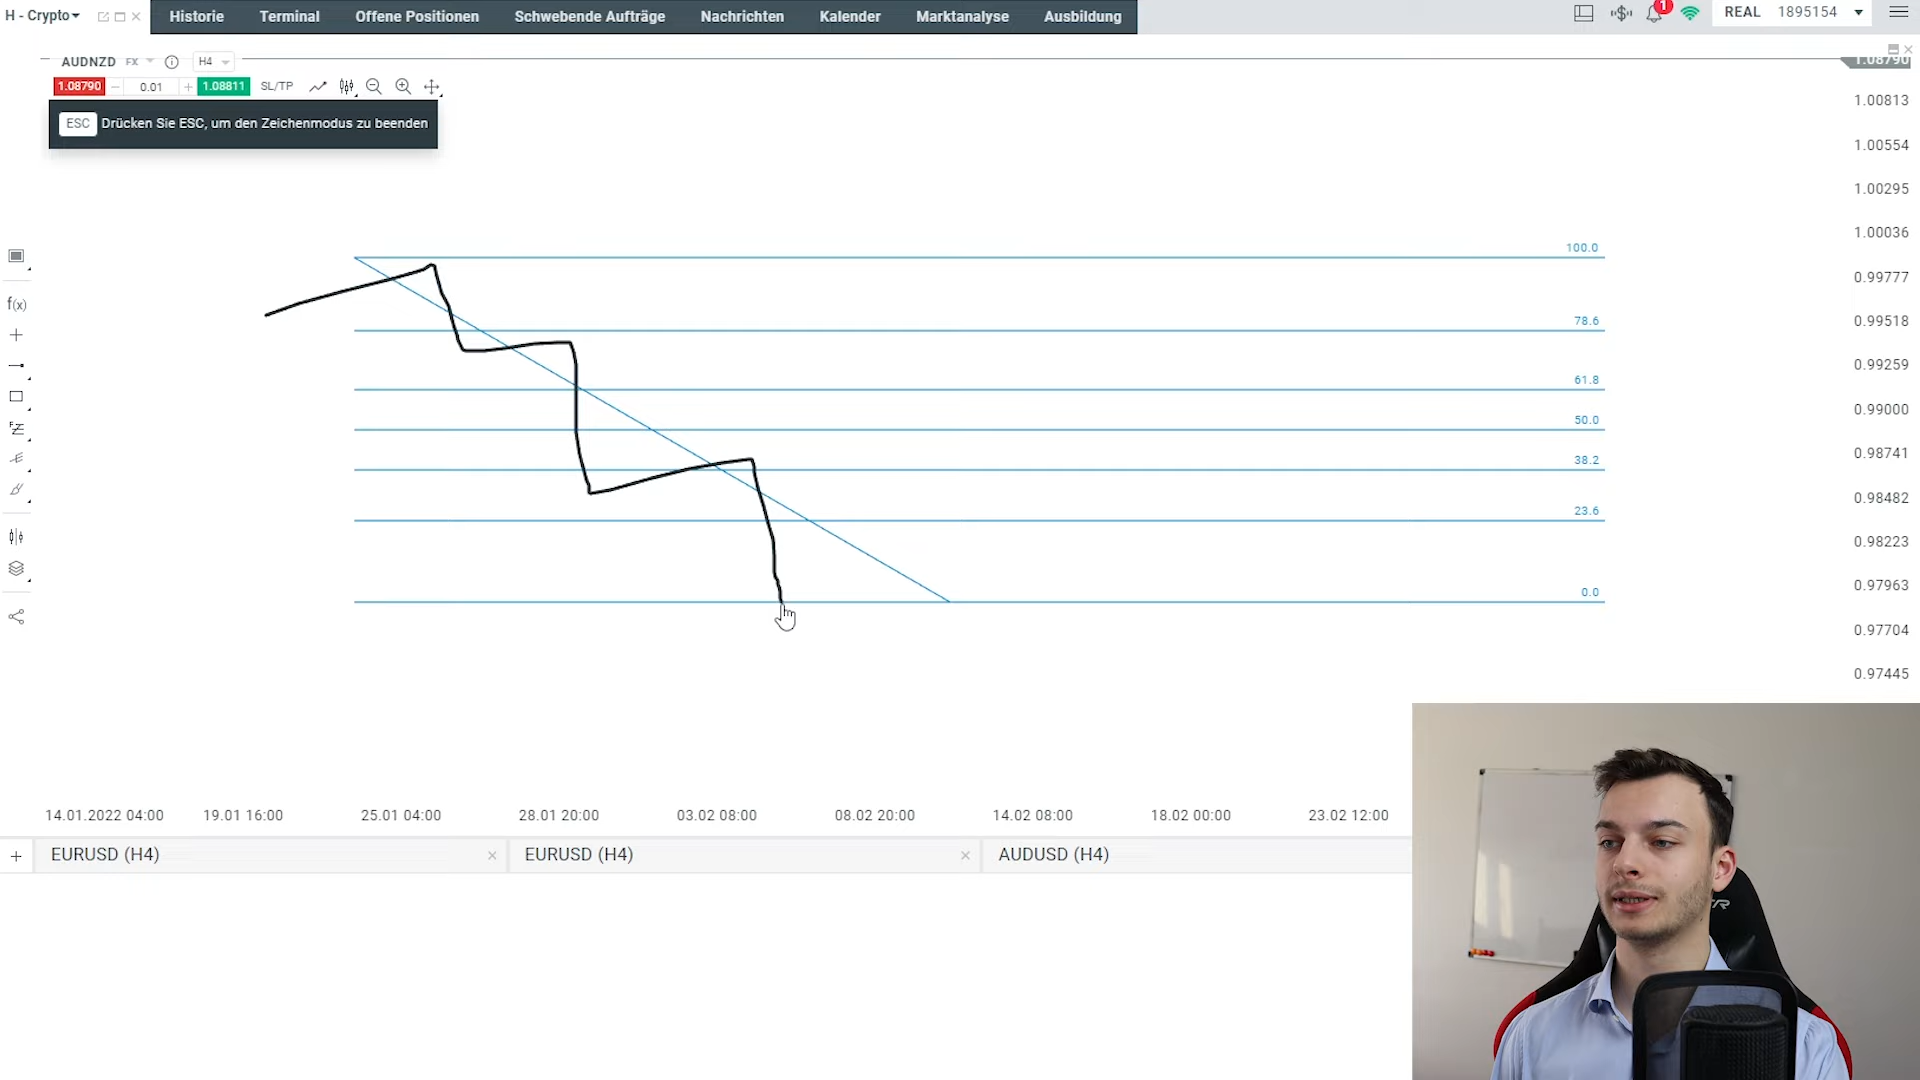 H - Crypto
Historie
Terminal
Offene Positionen
Schwebende Aufträge
Nachrichten
Kalender
Marktanalyse
Ausbildung
1
REAL 1895154
AUDNZD FX
H4
1.08790
0.01
1.08811
SL/TP
ESC Drücken Sie ESC, um den Zeichenmodus zu beenden
f(x)
1.08790
1.00813
1.00554
1.00295
1.00036
0.99777
0.99518
0.99259
0.99000
0.98741
0.98482
0.98223
0.97963
0.97704
0.97445
100.0
78.6
61.8
50.0
38.2
23.6
0.0
14.01.2022 04:00
19.01 16:00
25.01 04:00
28.01 20:00
03.02 08:00
08.02 20:00
14.02 08:00
18.02 00:00
23.02 12:00
EURUSD (H4)
EURUSD (H4)
AUDUSD (H4)